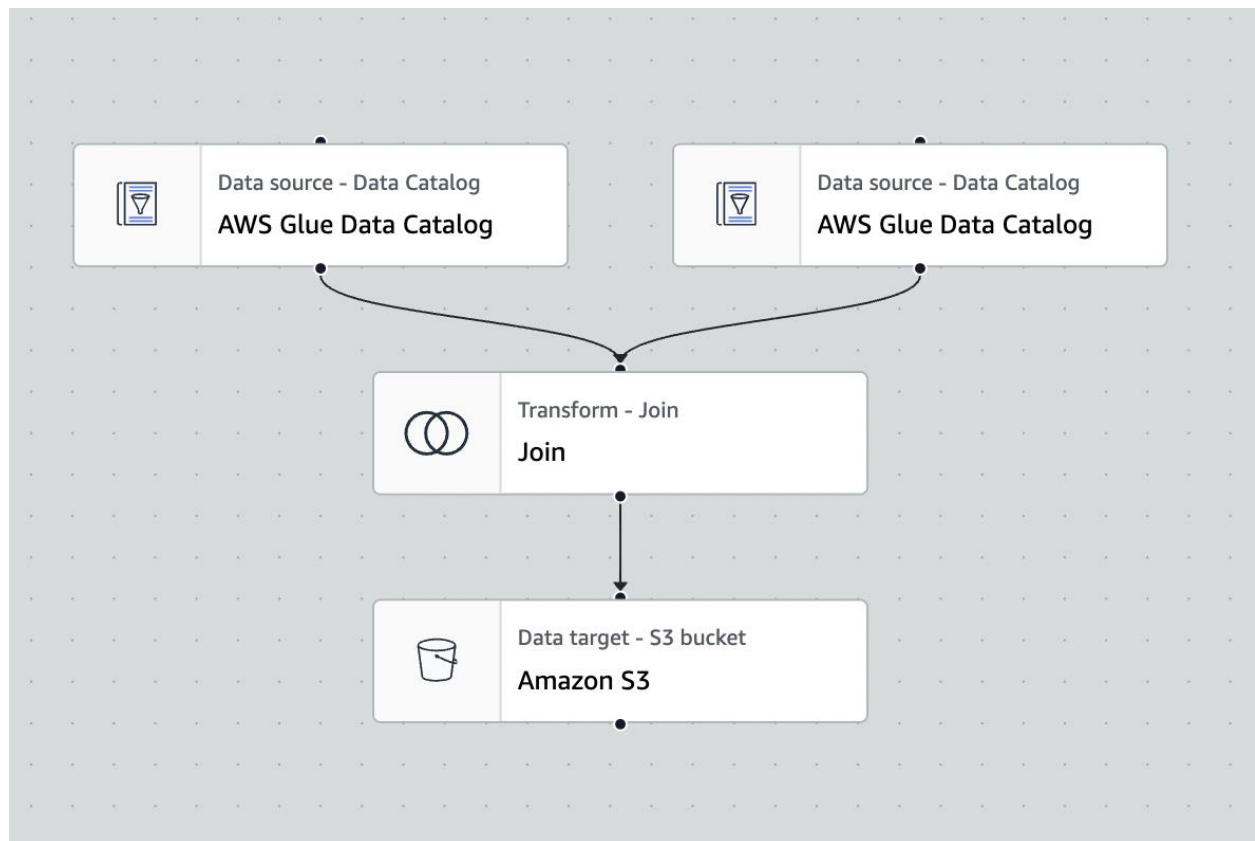 Data source - Data Catalog
AWS Glue Data Catalog
Data source - Data Catalog
AWS Glue Data Catalog
Transform - Join
Join
Data target - S3 bucket
Amazon S3